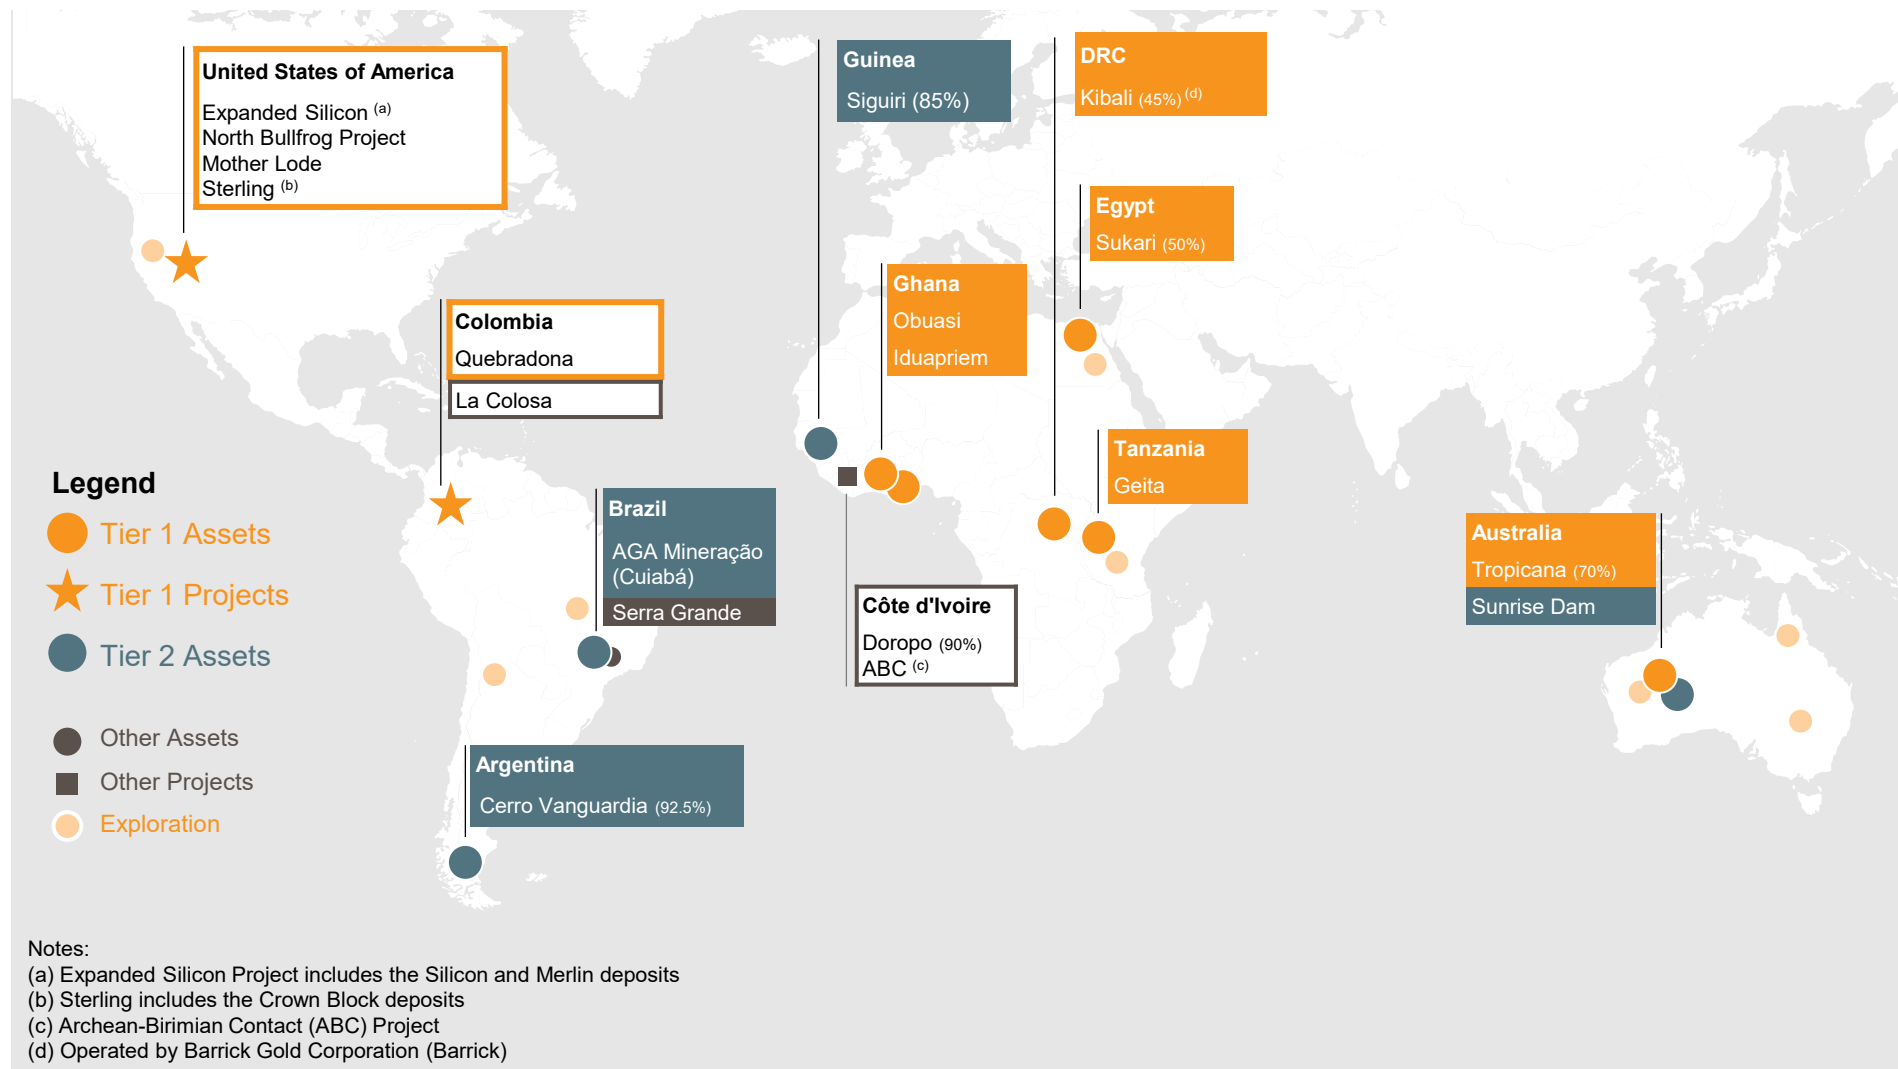 United States of America
Expanded Silicon (a)
North Bullfrog Project
Mother Lode
Sterling (b)
Guinea
Siguiri (85%)
DRC
Kibali (45%) (d)
Egypt
Sukari (50%)
Ghana
Obuasi
Iduapriem
Colombia
Quebradona
La Colosa
Tanzania
Geita
Brazil
AGA Mineração
(Cuiabá)
Serra Grande
Australia
Tropicana (70%)
Sunrise Dam
Côte d'Ivoire
Doropo (90%)
ABC (c)
Argentina
Cerro Vanguardia (92.5%)
Legend
Tier 1 Assets
Tier 1 Projects
Tier 2 Assets
Other Assets
Other Projects
Exploration
Notes:
(a) Expanded Silicon Project includes the Silicon and Merlin deposits
(b) Sterling includes the Crown Block deposits
(c) Archean-Birimian Contact (ABC) Project
(d) Operated by Barrick Gold Corporation (Barrick)